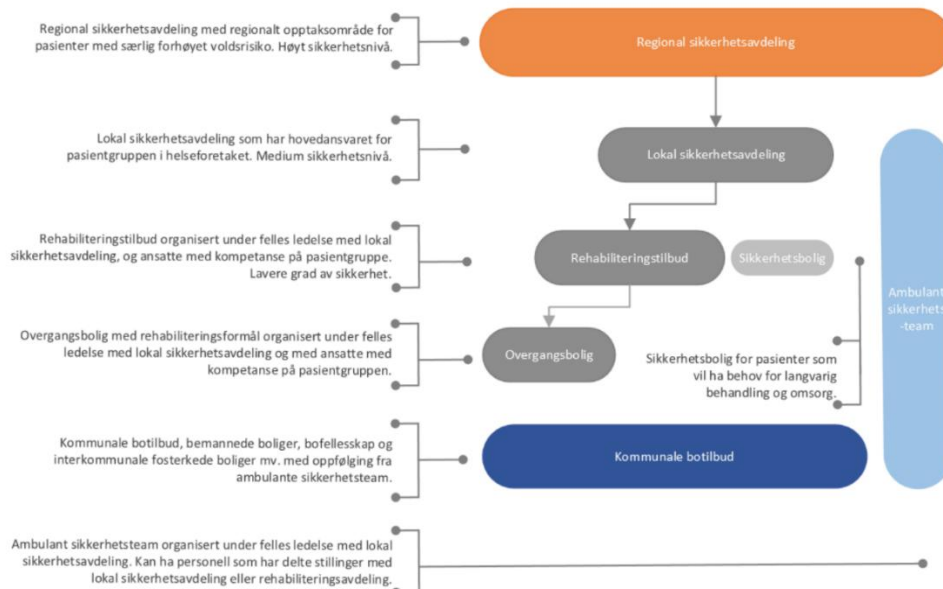 Regional sikkerhetsavdeling med regionalt opptaksområde for
pasienter med særlig forhøyet voldsrisiko. Høyt sikkerhetsnivå.
Regional sikkerhetsavdeling
Lokal sikkerhetsavdeling som har hovedansvaret for
pasientgruppen i helseforetaket. Medium sikkerhetsnivå.
Lokal sikkerhetsavdeling
Rehabiliteringstilbud organisert under felles ledelse med lokal
sikkerhetsavdeling, og ansatte med kompetanse på pasientgruppe.
Lavere grad av sikkerhet.
Rehabiliteringstilbud
Sikkerhetsbolig
Ambulant
sikkerhets
-team
Overgangsbolig med rehabiliteringsformål organisert under felles
ledelse med lokal sikkerhetsavdeling og med ansatte med
kompetanse på pasientgruppen.
Overgangsbolig
Sikkerhetsbolig for pasienter som
vil ha behov for langvarig
behandling og omsorg.
Kommunale botilbud, bemannede boliger, bofellesskap og
interkommunale fosterkede boliger mv. med oppfølging fra
ambulante sikkerhetsteam.
Kommunale botilbud
Ambulant sikkerhetsteam organisert under felles ledelse med lokal
sikkerhetsavdeling. Kan ha personell som har delte stillinger med
lokal sikkerhetsavdeling eller rehabiliteringsavdeling.